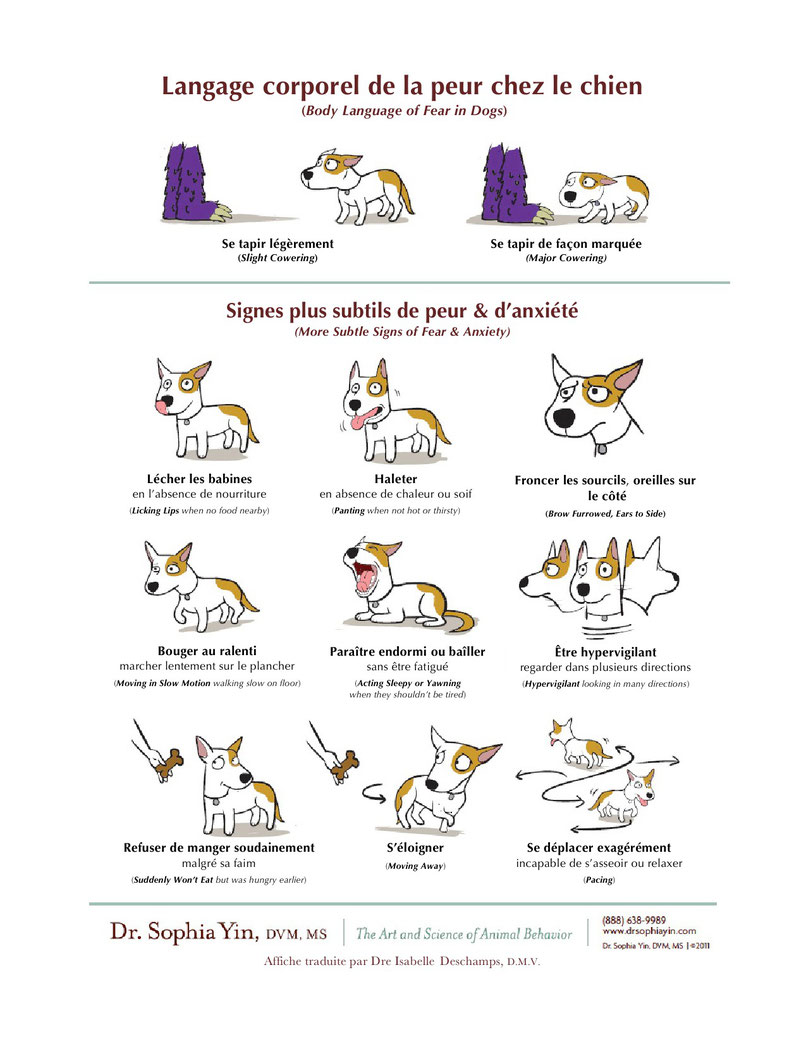 Langage corporel de la peur chez le chien
(Body Language of Fear in Dogs)
Se tapir légèrement
(Slight Cowering)
Se tapir de façon marquée
(Major Cowering)
Signes plus subtils de peur & d'anxiété
(More Subtle Signs of Fear & Anxiety)
Lécher les babines
en l'absence de nourriture
(Licking Lips when no food nearby)
Haleter
en absence de chaleur ou soif
(Panting when not hot or thirsty)
Froncer les sourcils, oreilles sur
le côté
(Brow Furrowed, Ears to Side)
Bouger au ralenti
marcher lentement sur le plancher
(Moving in Slow Motion walking slow on floor)
Paraître endormi ou baîller
sans être fatigué
(Acting Sleepy or Yawning
when they shouldn't be tired)
Être hypervigilant
regarder dans plusieurs directions
(Hypervigilant looking in many directions)
Refuser de manger soudainement
malgré sa faim
(Suddenly Won't Eat but was hungry earlier)
S'éloigner
(Moving Away)
Se déplacer exagérément
incapable de s'asseoir ou relaxer
(Pacing)
Dr. Sophia Yin, DVM, MS
The Art and Science of Animal Behavior
(888) 638-9989
www.drsophiayin.com
Dr. Sophia Yin, DVM, MS | ©2011
Affiche traduite par Dre Isabelle Deschamps, D.M.V.